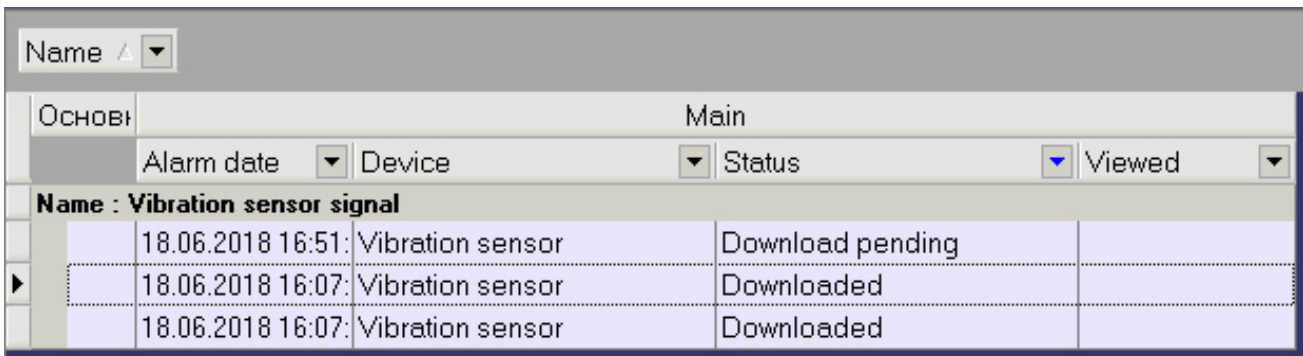 Name
Основн Main
Alarm date Device Status Viewed
Name : Vibration sensor signal
18.06.2018 16:51: Vibration sensor Download pending
18.06.2018 16:07: Vibration sensor Downloaded
18.06.2018 16:07: Vibration sensor Downloaded